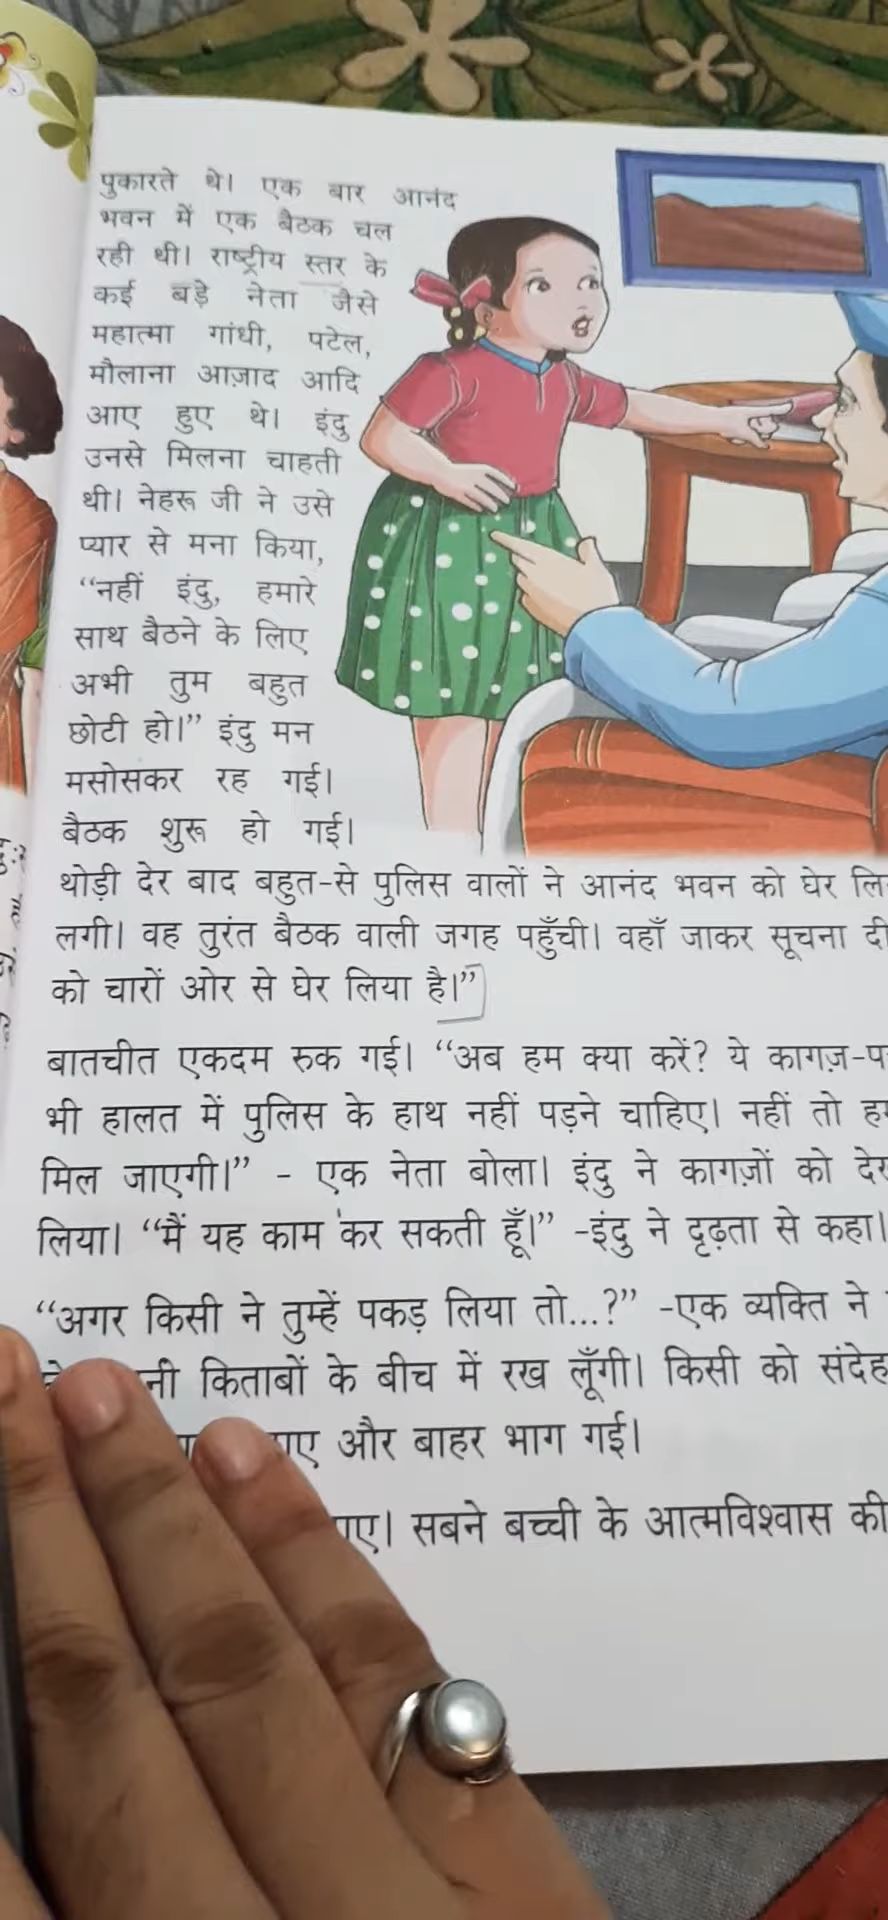 पुकारते थे। एक बार आनंद
भवन में एक बैठक चल
रही थी। राष्ट्रीय स्तर के
कई बड़े नेता जैसे
महात्मा गांधी, पटेल,
मौलाना आज़ाद आदि
आए हुए थे। इंदु
उनसे मिलना चाहती
थी। नेहरू जी ने उसे
प्यार से मना किया,
“नहीं इंदु, हमारे
साथ बैठने के लिए
अभी तुम बहुत
छोटी हो।” इंदु मन
मसोसकर रह गई।
बैठक शुरू हो गई।
थोड़ी देर बाद बहुत-से पुलिस वालों ने आनंद भवन को घेर
लगी। वह तुरंत बैठक वाली जगह पहुँची। वहाँ जाकर सूचना दी
को चारों ओर से घेर लिया है।”
बातचीत एकदम रुक गई। “अब हम क्या करें? ये कागज़-
भी हालत में पुलिस के हाथ नहीं पड़ने चाहिए। नहीं तो
मिल जाएगी।” - एक नेता बोला। इंदु ने कागज़ों को
लिया। “मैं यह काम कर सकती हूँ।” -इंदु ने दृढ़ता से कहा।
“अगर किसी ने तुम्हें पकड़ लिया तो...?” -एक व्यक्ति ने
किताबों के बीच में रख लूँगी। किसी को संदेह
और बाहर भाग गई।
सबने बच्ची के आत्मविश्वास की